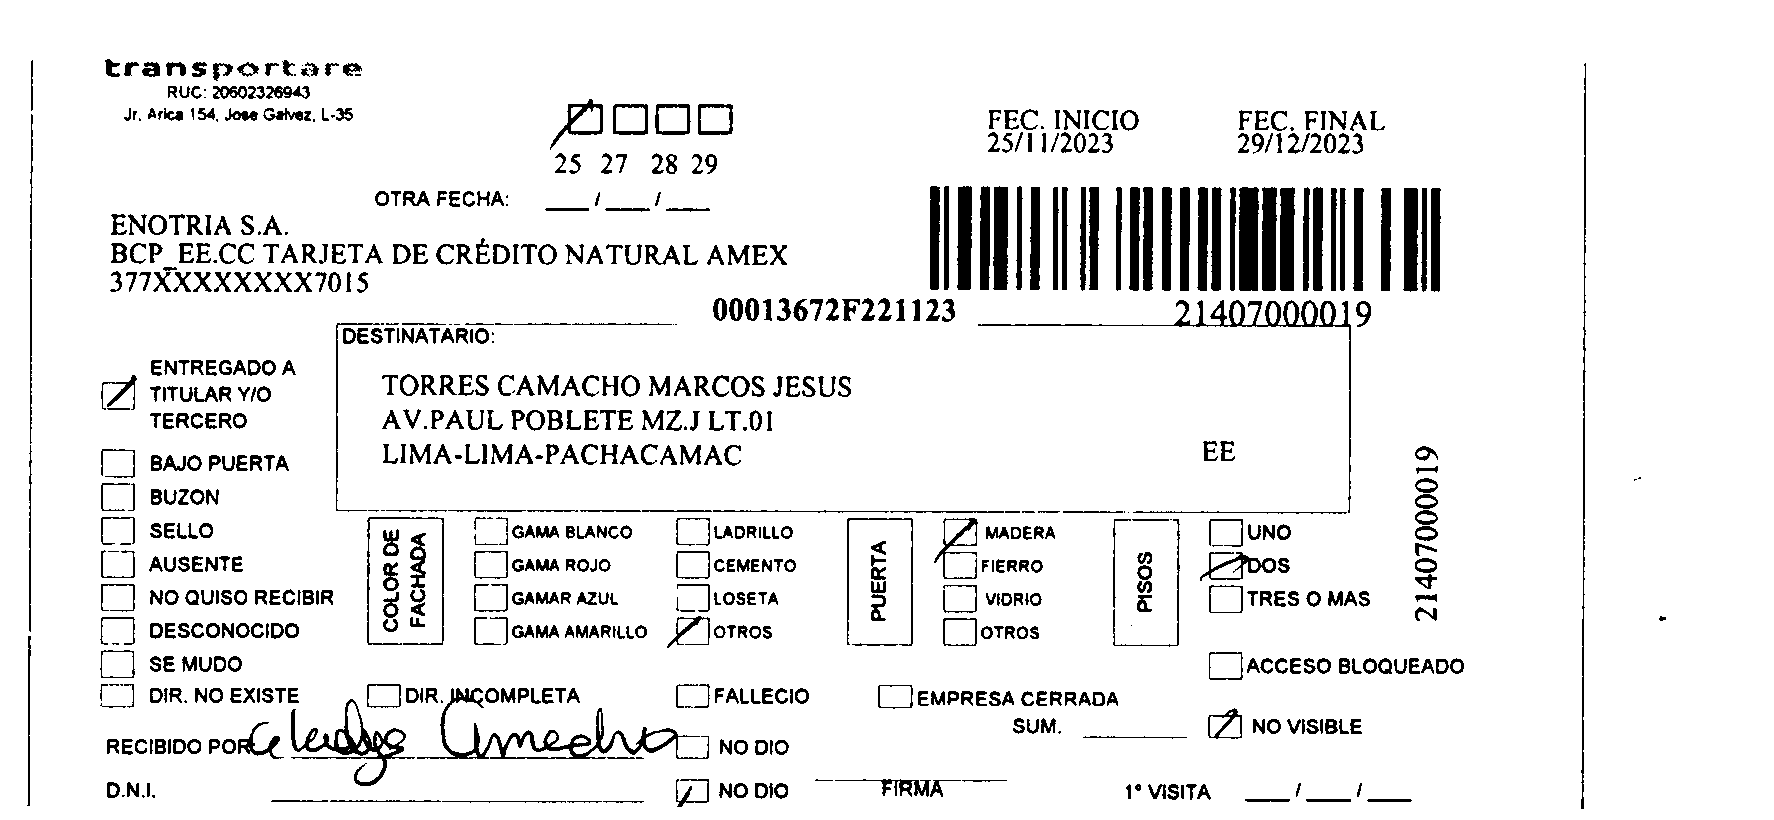 transportare
RUC: 20602326943
Jr. Arica 154, Jose Galvez, L-35
25 27 28 29
FEC. INICIO FEC. FINAL
25/11/2023 29/12/2023
OTRA FECHA: ___/___/___
ENOTRIA S.A.
BCP_EE.CC TARJETA DE CRÉDITO NATURAL AMEX
377XXXXXXXXX7015
00013672F221123 21407000019
DESTINATARIO:
TORRES CAMACHO MARCOS JESUS
AV.PAUL POBLETE MZ.J LT.01
LIMA-LIMA-PACHACAMAC EE
21407000019
ENTREGADO A
TITULAR Y/O
TERCERO
BAJO PUERTA
BUZON
SELLO
AUSENTE
NO QUISO RECIBIR
DESCONOCIDO
SE MUDO
DIR. NO EXISTE
COLOR DE
FACHADA
GAMA BLANCO
GAMA ROJO
GAMAR AZUL
GAMA AMARILLO
LADRILLO
CEMENTO
LOSETA
OTROS
PUERTA
MADERA
FIERRO
VIDRIO
OTROS
PISOS
UNO
DOS
TRES O MAS
ACCESO BLOQUEADO
DIR. INCOMPLETA FALLECIO EMPRESA CERRADA
SUM. ______ NO VISIBLE
RECIBIDO POR Gladys NO DIO
D.N.I. NO DIO FIRMA 1° VISITA ___/___/___